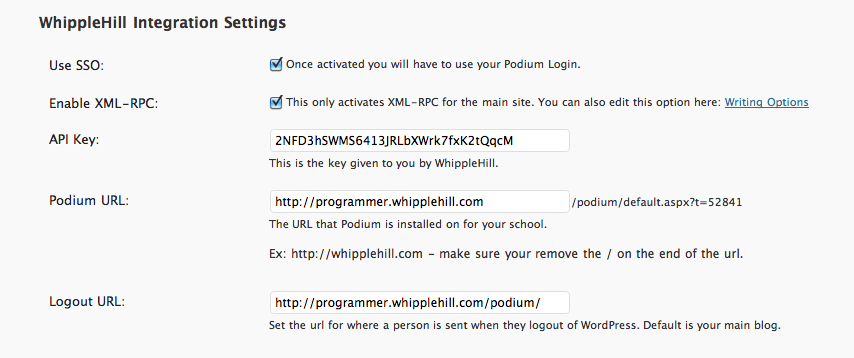 WhippleHill Integration Settings
Use SSO: Once activated you will have to use your Podium Login.
Enable XML-RPC: This only activates XML-RPC for the main site. You can also edit this option here: Writing Options
API Key: 2NFD3hSWMS6413JRLbXWrk7fxK2tQqcM
This is the key given to you by WhippleHill.
Podium URL: http://programmer.whipplehill.com /podium/default.aspx?t=52841
The URL that Podium is installed on for your school.
Ex: http://whipplehill.com - make sure your remove the / on the end of the url.
Logout URL: http://programmer.whipplehill.com/podium/
Set the url for where a person is sent when they logout of WordPress. Default is your main blog.